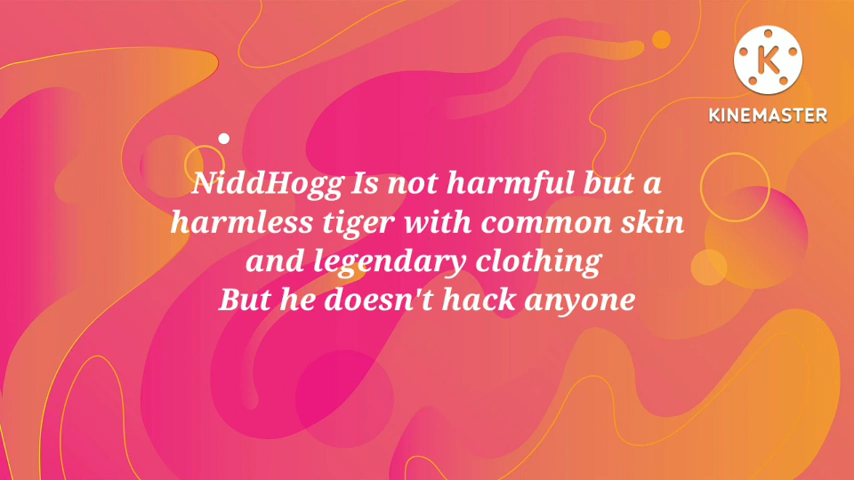 KINEMASTER
NiddHogg Is not harmful but a
harmless tiger with common skin
and legendary clothing
But he doesn't hack anyone